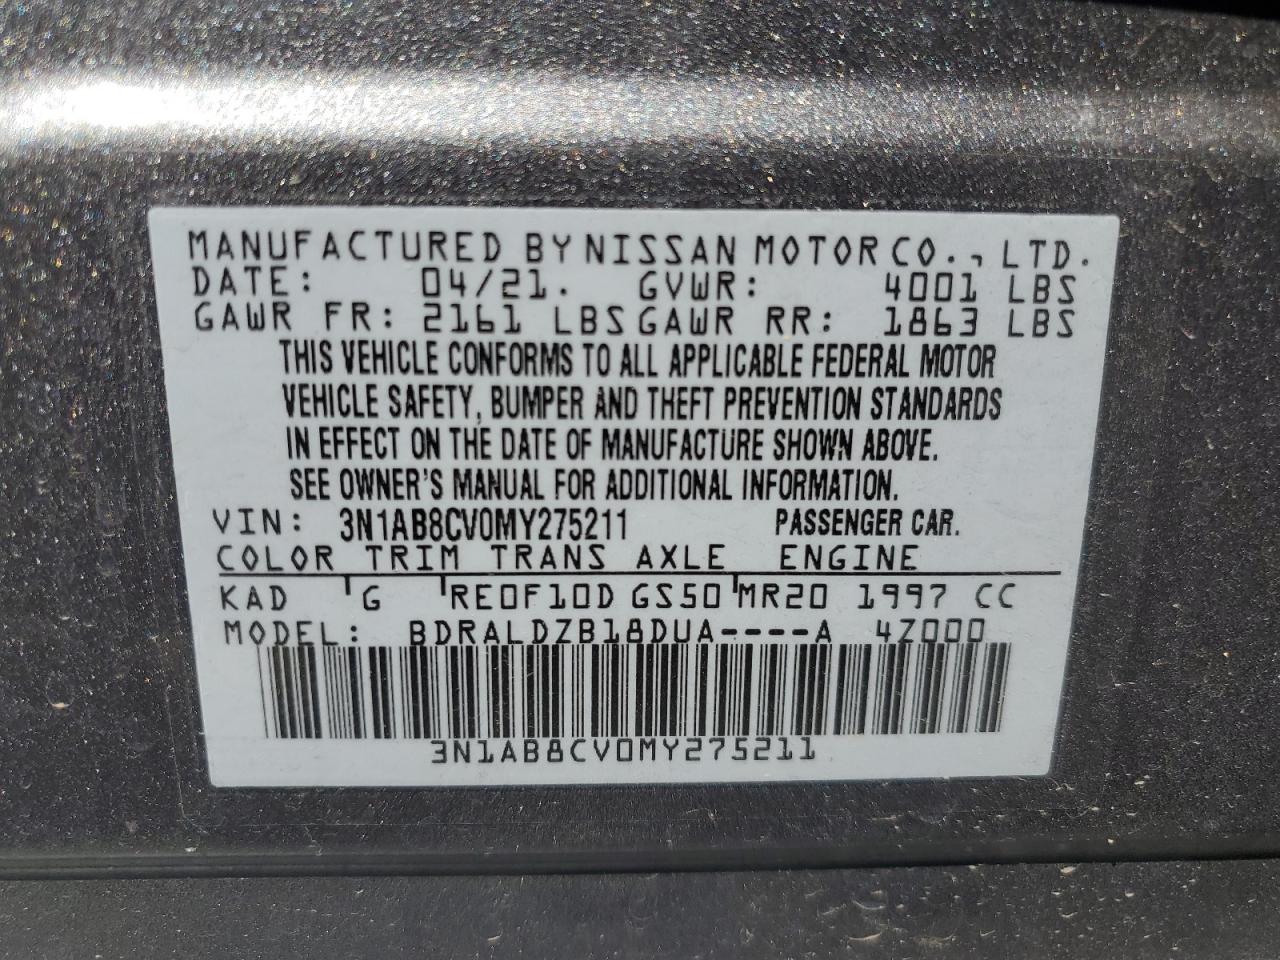 MANUFACTURED BY NISSAN MOTOR CO., LTD.
DATE: 04/21. GVWR: 4001 LBS
GAWR FR: 2161 LBS GAWR RR: 1863 LBS
THIS VEHICLE CONFORMS TO ALL APPLICABLE FEDERAL MOTOR
VEHICLE SAFETY, BUMPER AND THEFT PREVENTION STANDARDS
IN EFFECT ON THE DATE OF MANUFACTURE SHOWN ABOVE.
SEE OWNER'S MANUAL FOR ADDITIONAL INFORMATION.
VIN: 3N1AB8CV0MY275211 PASSENGER CAR.
COLOR TRIM TRANS AXLE ENGINE
KAD G RE0F10D GS50 MR20 1997 CC
MODEL: BDRALDZB18DUA----A 4Z000
3N1AB8CV0MY275211